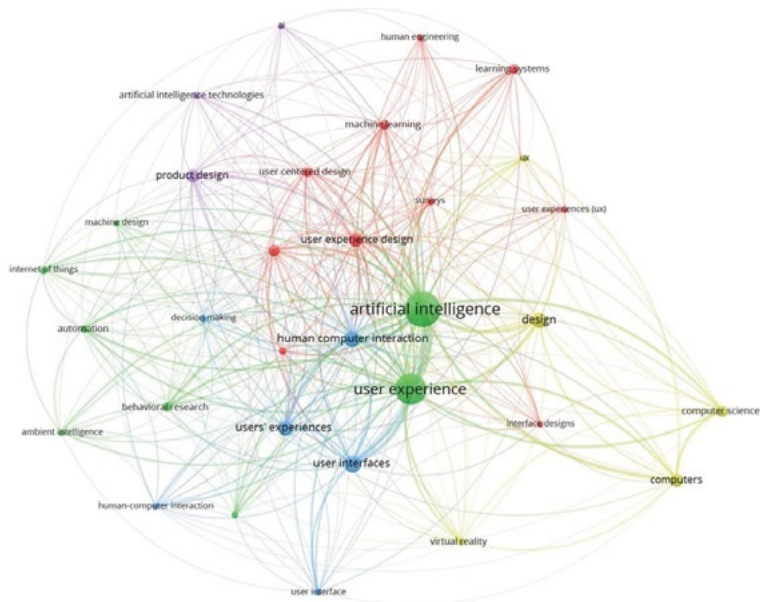 ai
human engineering
learning systems
artificial intelligence technologies
machine learning
ux
user centered design
product design
surveys
user experiences (ux)
machine design
user experience design
internet of things
artificial intelligence
decision making
design
automation
human computer interaction
user experience
behavioral research
computer science
interface designs
users' experiences
ambient intelligence
user interfaces
computers
human-computer interaction
virtual reality
user interface